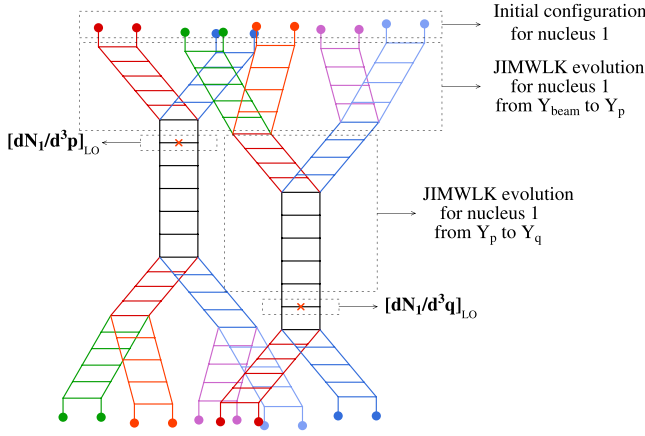 Initial configuration
for nucleus 1
JIMWLK evolution
for nucleus 1
from Y_beam to Y_p
[dN_1/d^3p]_LO
JIMWLK evolution
for nucleus 1
from Y_p to Y_q
[dN_1/d^3q]_LO